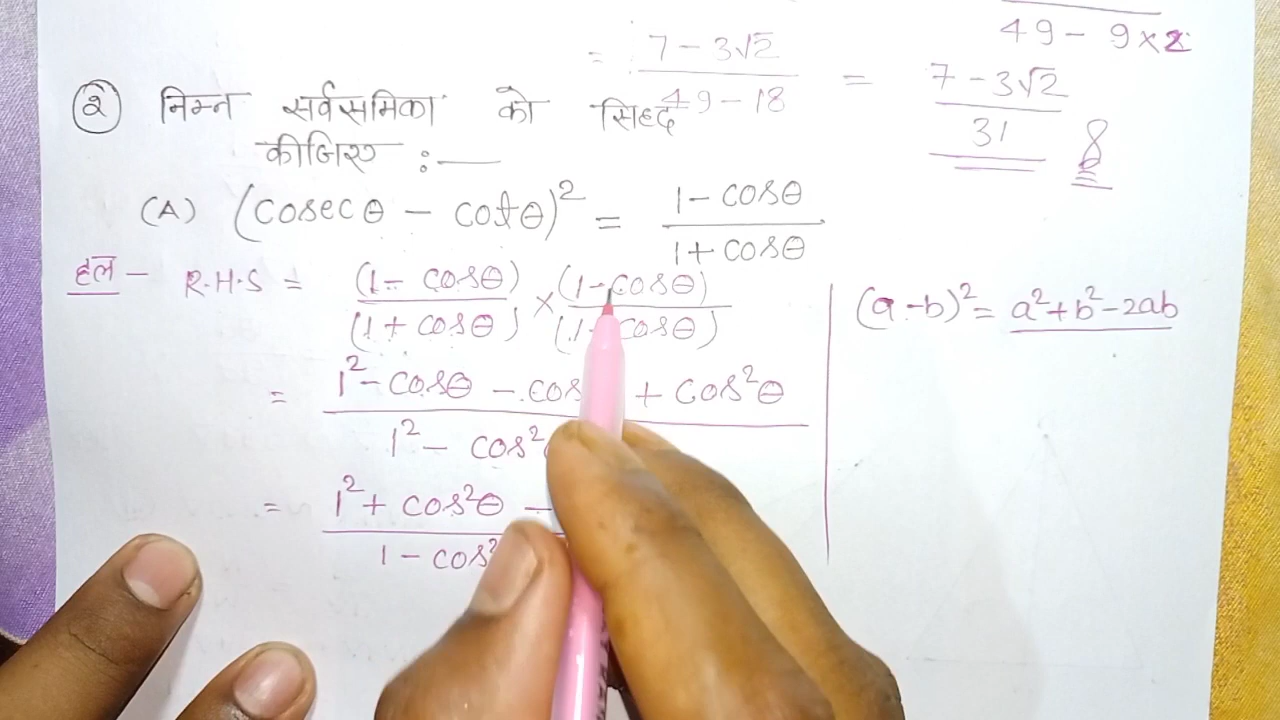 49 - 9×2
= 7 - 3√2 / 49 - 18 = 7 - 3√2 / 31
② निम्न सर्वसमिका को सिद्ध
कीजिए :—
(A) (cosecθ - cotθ)² = 1 - cosθ / 1 + cosθ
हल - R.H.S = (1 - cosθ) / (1 + cosθ) × (1 - cosθ) / (1 - cosθ)
(a - b)² = a² + b² - 2ab
= 1² - cosθ - cos + cos²θ / 1² - cos²
= 1² + cos²θ - / 1 - cos²